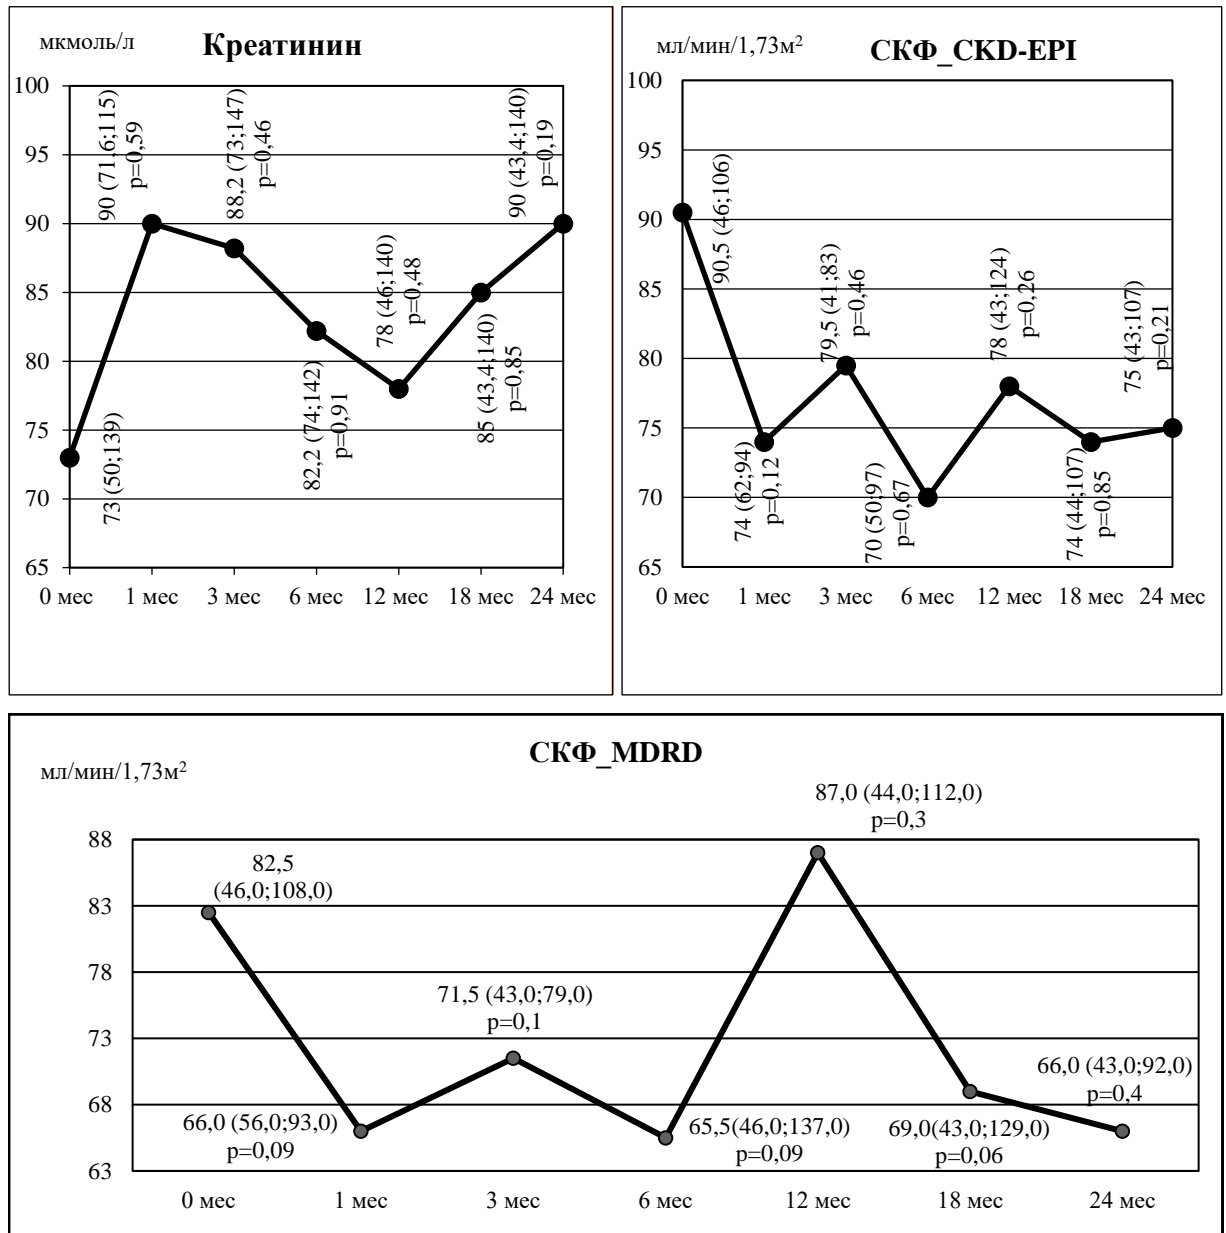 мкмоль/л
Креатинин
100
95
90
85
80
75
70
65
73 (50;139)
90 (71,6;115)
p=0,59
88,2 (73;147)
p=0,46
82,2 (74;142)
p=0,91
78 (46;140)
p=0,48
85 (43,4;140)
p=0,85
90 (43,4;140)
p=0,19
0 мес
1 мес
3 мес
6 мес
12 мес
18 мес
24 мес
мл/мин/1,73м²
СКФ_CKD-EPI
100
95
90
85
80
75
70
65
90,5 (46;106)
74 (62;94)
p=0,12
79,5 (41;83)
p=0,46
70 (50;97)
p=0,67
78 (43;124)
p=0,26
74 (44;107)
p=0,85
75 (43;107)
p=0,21
0 мес
1 мес
3 мес
6 мес
12 мес
18 мес
24 мес
СКФ_MDRD
мл/мин/1,73м²
88
83
78
73
68
63
82,5
(46,0;108,0)
66,0 (56,0;93,0)
p=0,09
71,5 (43,0;79,0)
p=0,1
65,5(46,0;137,0)
p=0,09
87,0 (44,0;112,0)
p=0,3
69,0(43,0;129,0)
p=0,06
66,0 (43,0;92,0)
p=0,4
0 мес
1 мес
3 мес
6 мес
12 мес
18 мес
24 мес